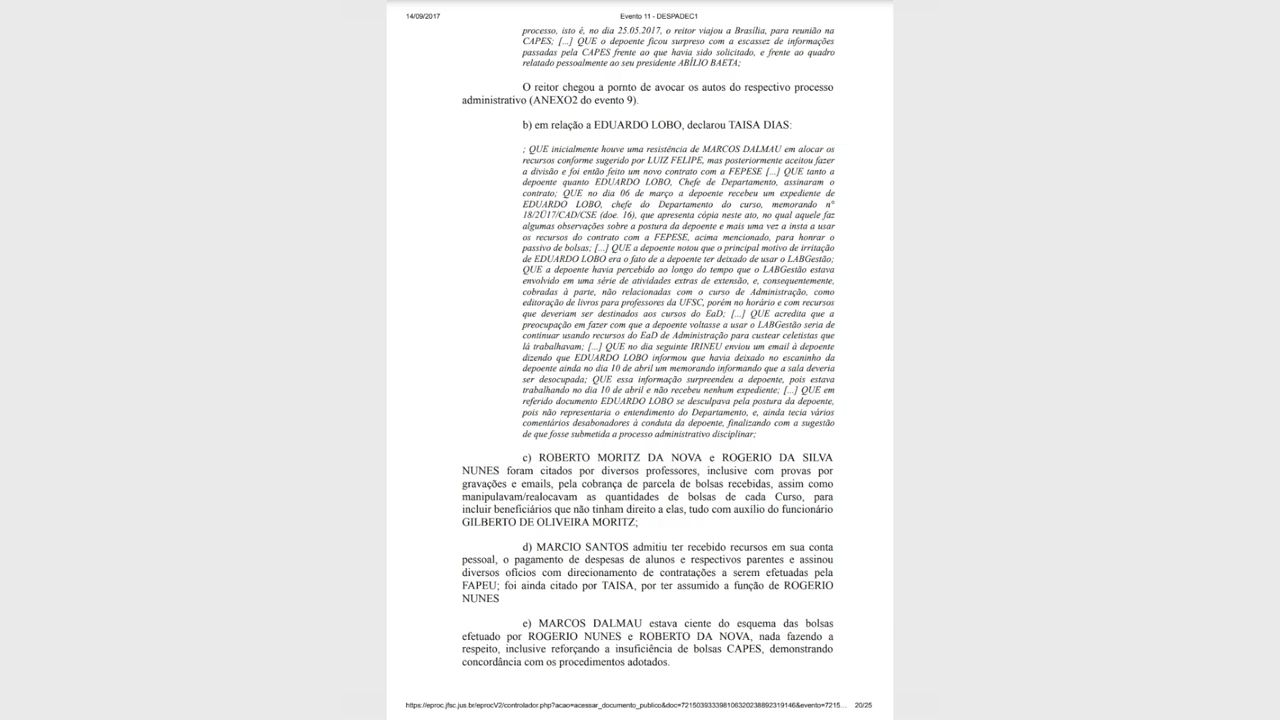 14/09/2017 Evento 11 - DESPADEC1
processo, isto é, no dia 25.05.2017, o reitor viajou a Brasília, para reunião na
CAPES; [...] QUE o depoente ficou surpreso com a escassez de informações
passadas pela CAPES frente ao que havia sido solicitado, e frente ao quadro
relatado pessoalmente ao seu presidente ABÍLIO BAETA;
O reitor chegou a pornto de avocar os autos do respectivo processo
administrativo (ANEXO2 do evento 9).
b) em relação a EDUARDO LOBO, declarou TAISA DIAS:
; QUE inicialmente houve uma resistência de MARCOS DALMAU em alocar os
recursos conforme sugerido por LUIZ FELIPE, mas posteriormente aceitou fazer
a divisão e foi então feito um novo contrato com a FEPESE [...] QUE tanto a
depoente quanto EDUARDO LOBO, Chefe de Departamento, assinaram o
contrato; QUE no dia 06 de março a depoente recebeu um expediente de
EDUARDO LOBO, chefe do Departamento do curso, memorando n°
18/2Ü17/CAD/CSE (doe. 16), que apresenta cópia neste ato, no qual aquele faz
algumas observações sobre a postura da depoente e mais uma vez a insta a usar
os recursos do contrato com a FEPESE, acima mencionado, para honrar o
passivo de bolsas; [...] QUE a depoente notou que o principal motivo de irritação
de EDUARDO LOBO era o fato de a depoente ter deixado de usar o LABGestão;
QUE a depoente havia percebido ao longo do tempo que o LABGestão estava
envolvido em uma série de atividades extras de extensão, e, consequentemente,
cobradas à parte, não relacionadas com o curso de Administração, como
editoração de livros para professores da UFSC, porém no horário e com recursos
que deveriam ser destinados aos cursos do EaD; [...] QUE acredita que a
preocupação em fazer com que a depoente voltasse a usar o LABGestão seria de
continuar usando recursos do EaD de Administração para custear celetistas que
lá trabalhavam; [...] QUE no dia seguinte IRINEU enviou um email à depoente
dizendo que EDUARDO LOBO informou que havia deixado no escaninho da
depoente ainda no dia 10 de abril um memorando informando que a sala deveria
ser desocupada; QUE essa informação surpreendeu a depoente, pois estava
trabalhando no dia 10 de abril e não recebeu nenhum expediente; [...] QUE em
referido documento EDUARDO LOBO se desculpava pela postura da depoente,
pois não representaria o entendimento do Departamento, e, ainda tecia vários
comentários desabonadores à conduta da depoente, finalizando com a sugestão
de que fosse submetida a processo administrativo disciplinar;
c) ROBERTO MORITZ DA NOVA e ROGERIO DA SILVA
NUNES foram citados por diversos professores, inclusive com provas por
gravações e emails, pela cobrança de parcela de bolsas recebidas, assim como
manipulavam/realocavam as quantidades de bolsas de cada Curso, para
incluir beneficiários que não tinham direito a elas, tudo com auxílio do funcionário
GILBERTO DE OLIVEIRA MORITZ;
d) MARCIO SANTOS admitiu ter recebido recursos em sua conta
pessoal, o pagamento de despesas de alunos e respectivos parentes e assinou
diversos ofícios com direcionamento de contratações a serem efetuadas pela
FAPEU; foi ainda citado por TAISA, por ter assumido a função de ROGERIO
NUNES
e) MARCOS DALMAU estava ciente do esquema das bolsas
efetuado por ROGERIO NUNES e ROBERTO DA NOVA, nada fazendo a
respeito, inclusive reforçando a insuficiência de bolsas CAPES, demonstrando
concordância com os procedimentos adotados.
https://eproc.jfsc.jus.br/eprocV2/controlador.php?acao=acessar_documento_publico&doc=721503933398106320238892319146&evento=7215... 20/25